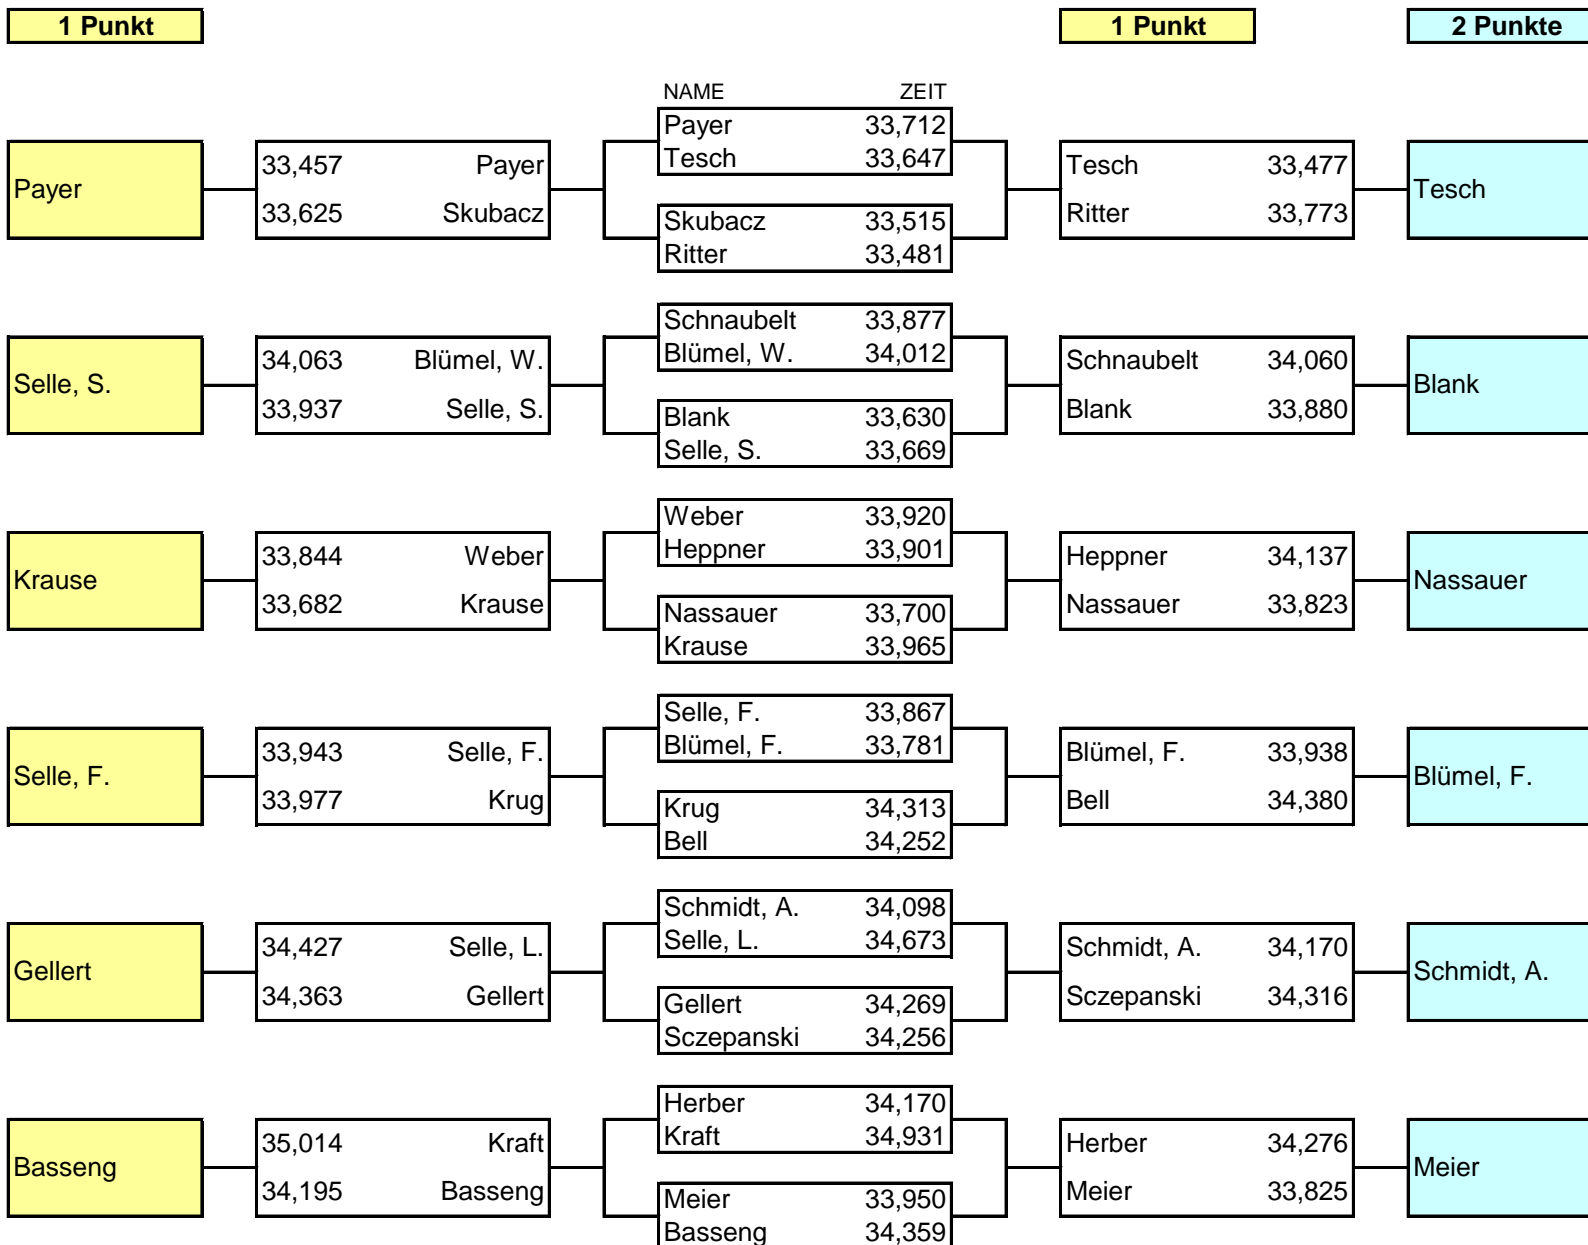 1 Punkt 1 Punkt 2 Punkte
NAME ZEIT
Payer 33,712
Tesch 33,647
33,457 Payer
Tesch 33,477
Payer
Tesch
33,625 Skubacz
Ritter 33,773
Skubacz 33,515
Ritter 33,481
Schnaubelt 33,877
Blümel, W. 34,012
34,063 Blümel, W.
Schnaubelt 34,060
Selle, S.
Blank
33,937 Selle, S.
Blank 33,880
Blank 33,630
Selle, S. 33,669
Weber 33,920
Heppner 33,901
33,844 Weber
Heppner 34,137
Krause
Nassauer
33,682 Krause
Nassauer 33,823
Nassauer 33,700
Krause 33,965
Selle, F. 33,867
Blümel, F. 33,781
33,943 Selle, F.
Blümel, F. 33,938
Selle, F.
Blümel, F.
33,977 Krug
Bell 34,380
Krug 34,313
Bell 34,252
Schmidt, A. 34,098
Selle, L. 34,673
34,427 Selle, L.
Schmidt, A. 34,170
Gellert
Schmidt, A.
34,363 Gellert
Sczepanski 34,316
Gellert 34,269
Sczepanski 34,256
Herber 34,170
Kraft 34,931
35,014 Kraft
Herber 34,276
Basseng
Meier
34,195 Basseng
Meier 33,825
Meier 33,950
Basseng 34,359